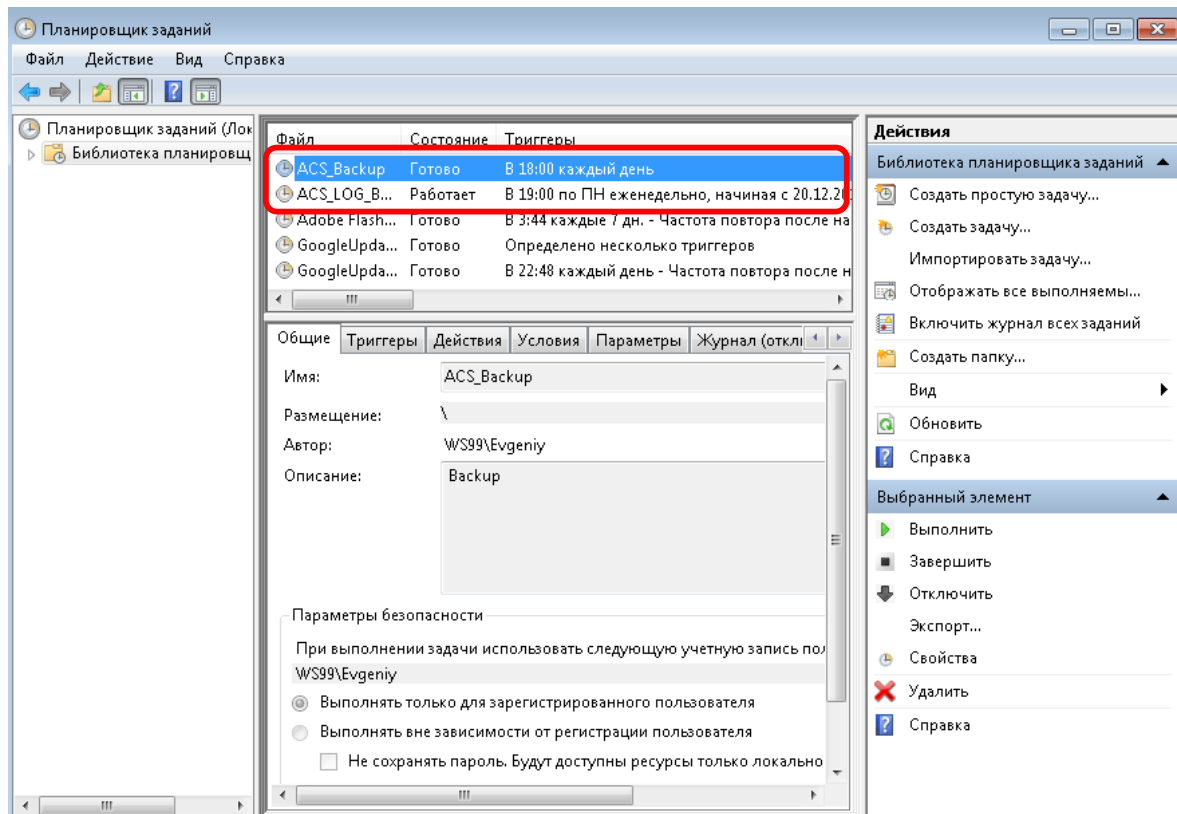 Планировщик заданий
Файл Действие Вид Справка
Планировщик заданий (Лок
Библиотека планировщ
Файл Состояние Триггеры
ACS_Backup Готово В 18:00 каждый день
ACS_LOG_B... Работает В 19:00 по ПН еженедельно, начиная с 20.12.20
Adobe Flash... Готово В 3:44 каждые 7 дн. - Частота повтора после на
GoogleUpda... Готово Определено несколько триггеров
GoogleUpda... Готово В 22:48 каждый день - Частота повтора после н
Общие Триггеры Действия Условия Параметры Журнал (откл
Имя: ACS_Backup
Размещение: \
Автор: WS99\Evgeniy
Описание: Backup
Параметры безопасности
При выполнении задачи использовать следующую учетную запись пол
WS99\Evgeniy
Выполнять только для зарегистрированного пользователя
Выполнять вне зависимости от регистрации пользователя
Не сохранять пароль. Будут доступны ресурсы только локально
Действия
Библиотека планировщика заданий
Создать простую задачу...
Создать задачу...
Импортировать задачу...
Отображать все выполняемы...
Включить журнал всех заданий
Создать папку...
Вид
Обновить
Справка
Выбранный элемент
Выполнить
Завершить
Отключить
Экспорт...
Свойства
Удалить
Справка